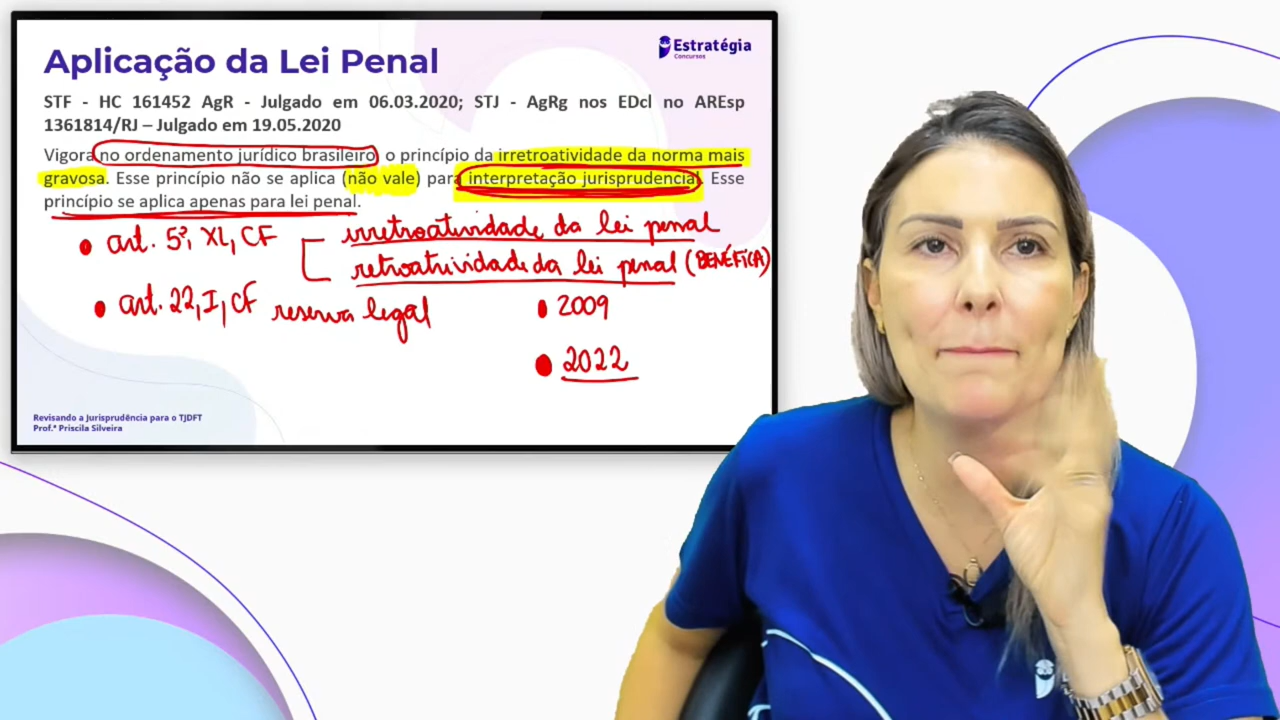 Aplicação da Lei Penal
Estratégia
Concursos
STF - HC 161452 AgR - Julgado em 06.03.2020; STJ - AgRg nos EDcl no AREsp
1361814/RJ – Julgado em 19.05.2020
Vigora no ordenamento jurídico brasileiro, o princípio da irretroatividade da norma mais
gravosa. Esse princípio não se aplica (não vale) para interpretação jurisprudencial. Esse
princípio se aplica apenas para lei penal.
• art. 5º, XL, CF
irretroatividade da lei penal
retroatividade da lei penal (BENÉFICA)
• art. 22, I, CF reserva legal
• 2009
• 2022
Revisando a Jurisprudência para o TJDFT
Prof.ª Priscila Silveira